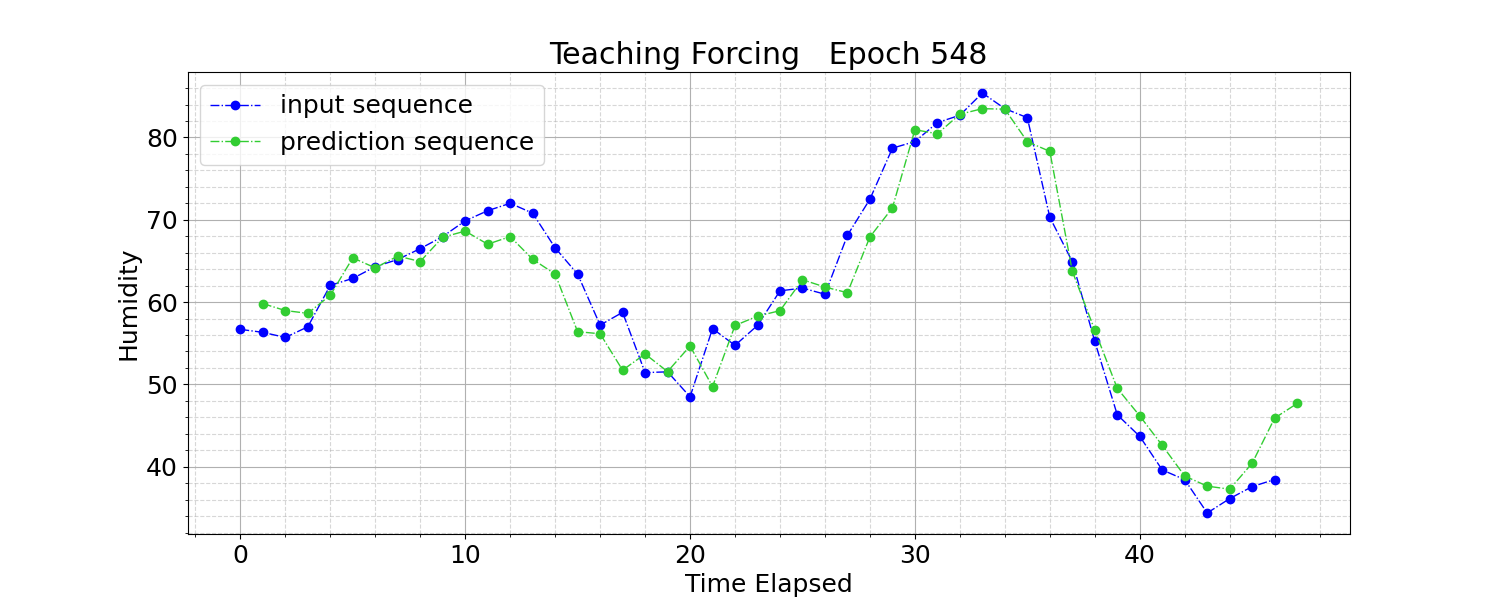 Teaching Forcing   Epoch 548
input sequence
prediction sequence
Humidity
80
70
60
50
40
0 10 20 30 40
Time Elapsed